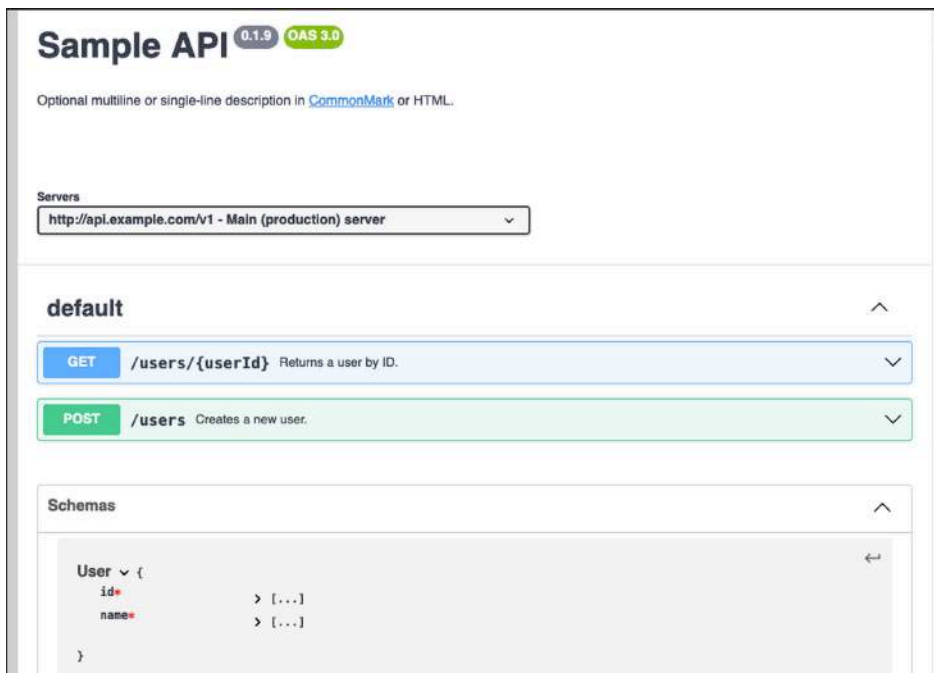 Sample API 0.1.9 OAS 3.0
Optional multiline or single-line description in CommonMark or HTML.
Servers
http://api.example.com/v1 - Main (production) server
default
GET /users/{userId} Returns a user by ID.
POST /users Creates a new user.
Schemas
User {
id*
> [...]
name*
> [...]
}